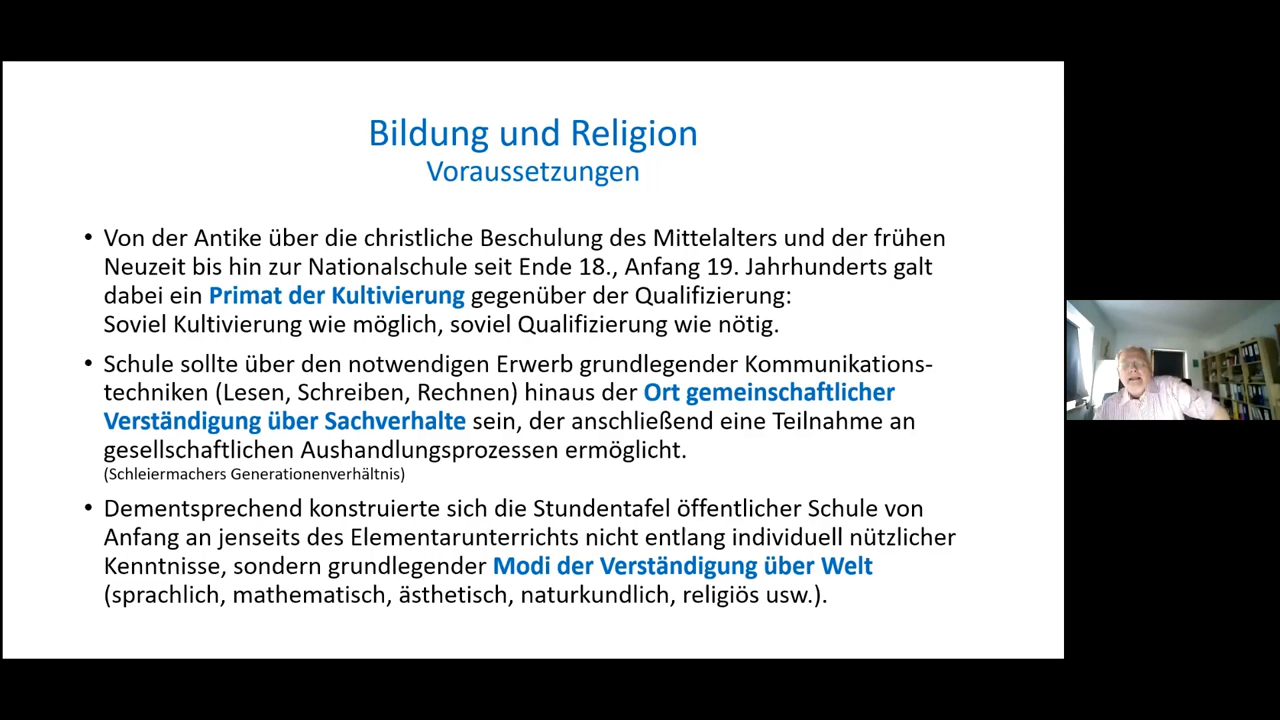 Bildung und Religion
Voraussetzungen
• Von der Antike über die christliche Beschulung des Mittelalters und der frühen
Neuzeit bis hin zur Nationalschule seit Ende 18., Anfang 19. Jahrhunderts galt
dabei ein Primat der Kultivierung gegenüber der Qualifizierung:
Soviel Kultivierung wie möglich, soviel Qualifizierung wie nötig.
• Schule sollte über den notwendigen Erwerb grundlegender Kommunikations-
techniken (Lesen, Schreiben, Rechnen) hinaus der Ort gemeinschaftlicher
Verständigung über Sachverhalte sein, der anschließend eine Teilnahme an
gesellschaftlichen Aushandlungsprozessen ermöglicht.
(Schleiermachers Generationenverhältnis)
• Dementsprechend konstruierte sich die Stundentafel öffentlicher Schule von
Anfang an jenseits des Elementarunterrichts nicht entlang individuell nützlicher
Kenntnisse, sondern grundlegender Modi der Verständigung über Welt
(sprachlich, mathematisch, ästhetisch, naturkundlich, religiös usw.).